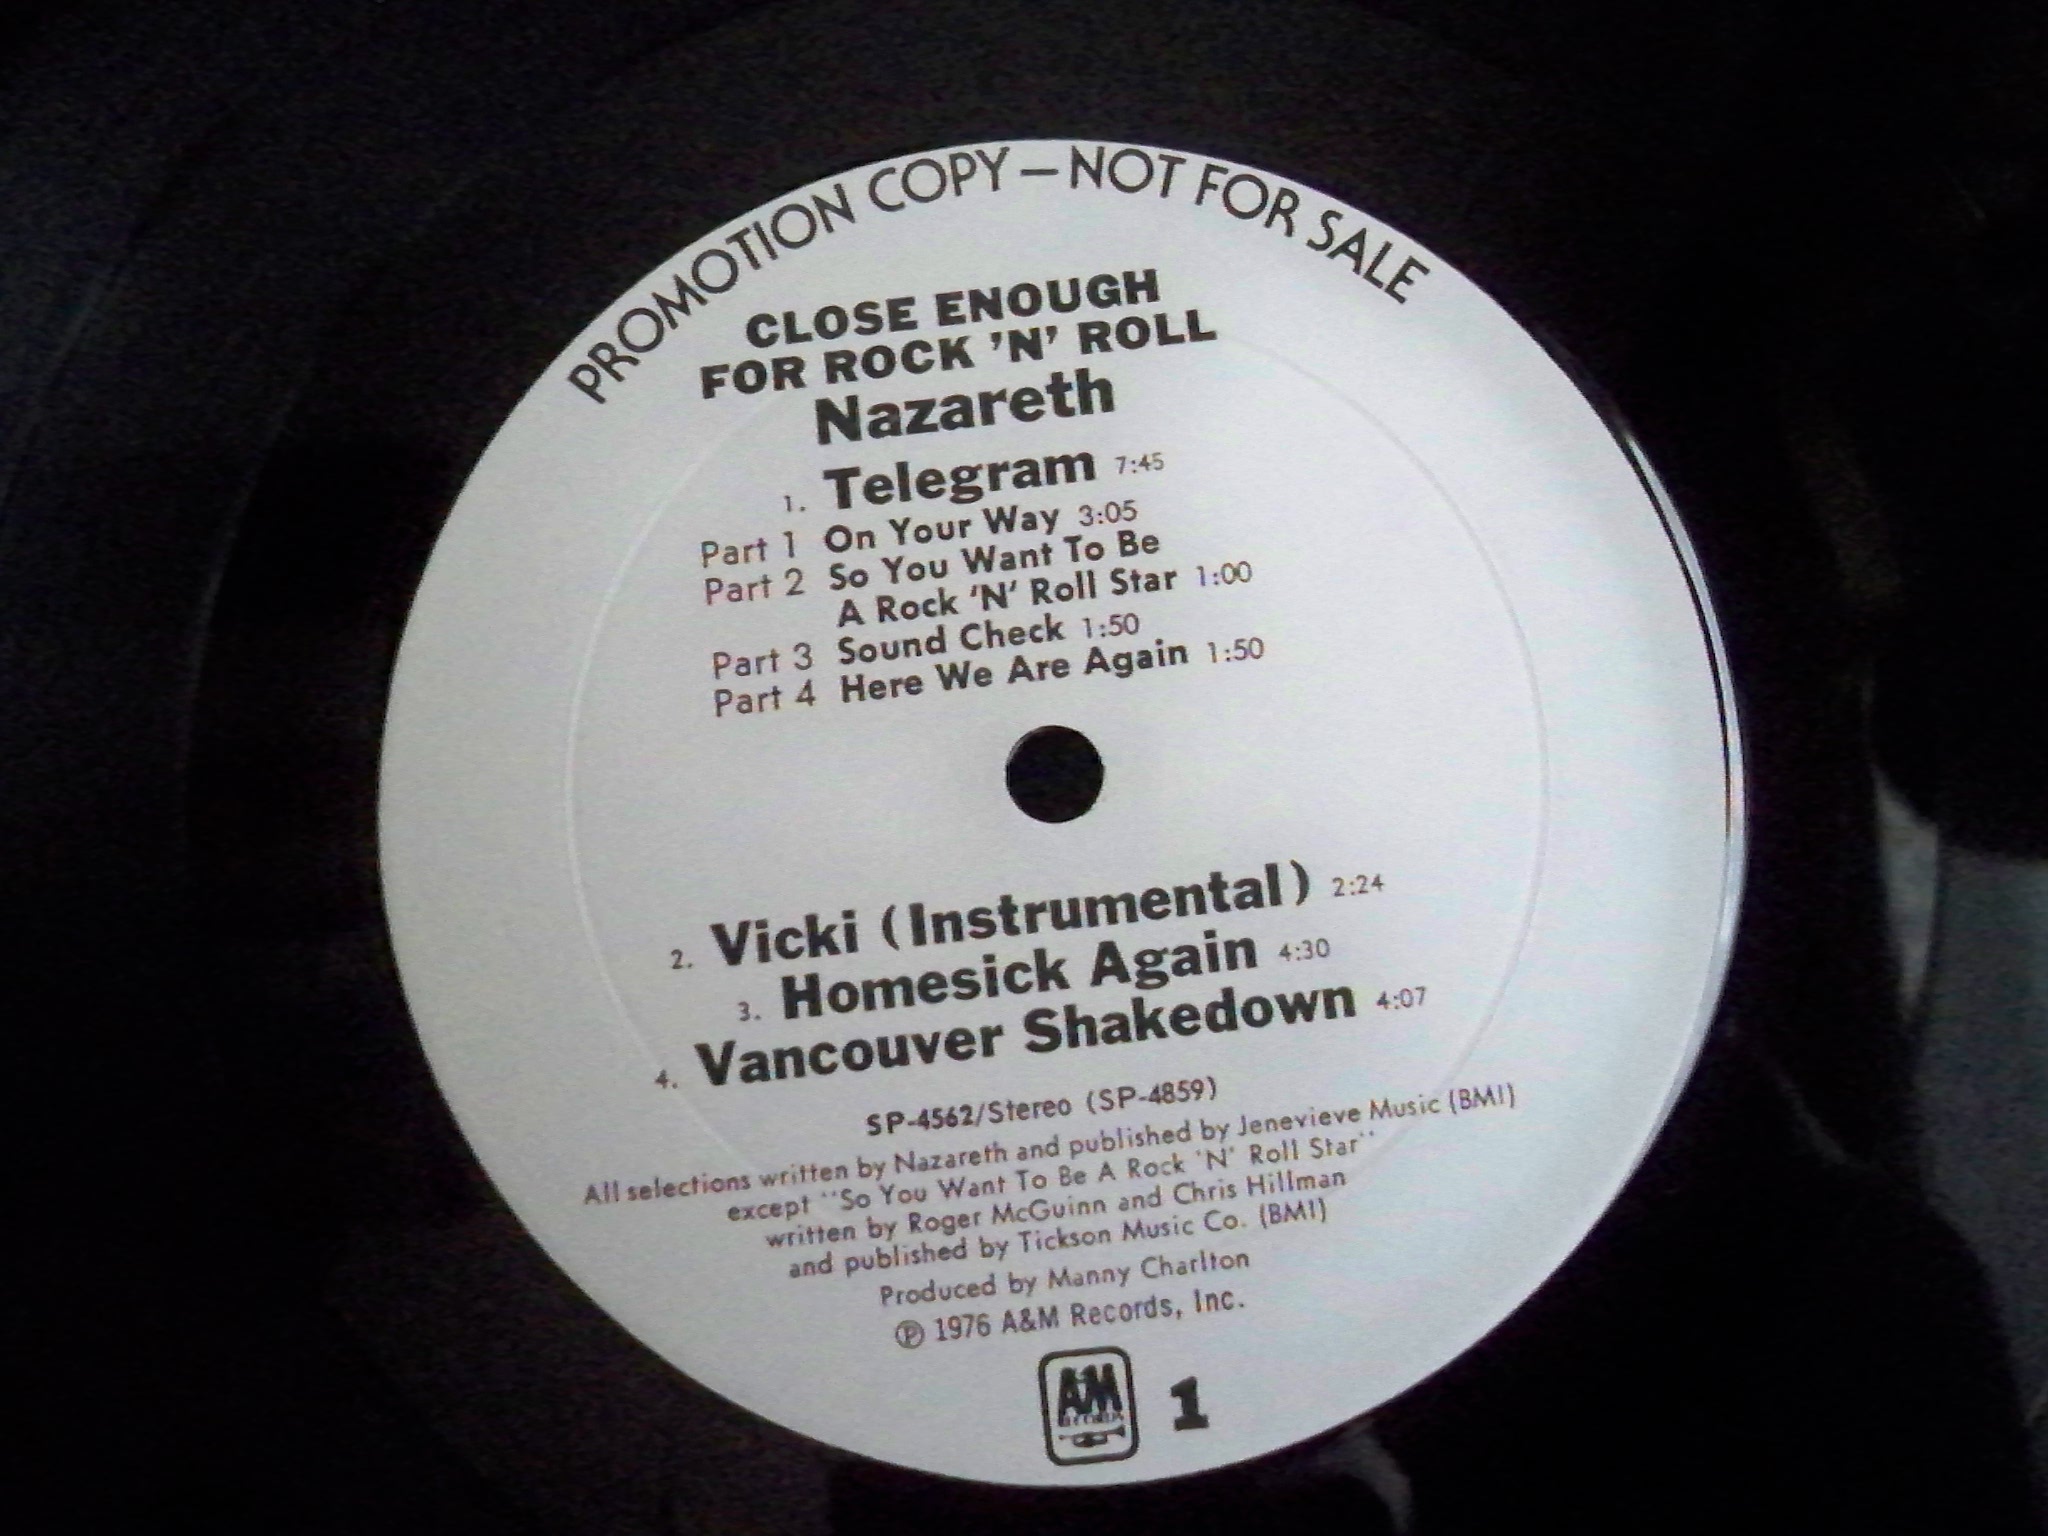 PROMOTION COPY — NOT FOR SALE
CLOSE ENOUGH
FOR ROCK 'N' ROLL
Nazareth
1. Telegram 7:45
Part 1 On Your Way 3:05
Part 2 So You Want To Be
A Rock 'N' Roll Star 1:00
Part 3 Sound Check 1:50
Part 4 Here We Are Again 1:50
2. Vicki (Instrumental) 2:24
3. Homesick Again 4:30
4. Vancouver Shakedown 4:07
SP-4562/Stereo (SP-4859)
All selections written by Nazareth and published by Jenevieve Music (BMI)
except "So You Want To Be A Rock 'N' Roll Star"
written by Roger McGuinn and Chris Hillman
and published by Tickson Music Co. (BMI)
Produced by Manny Charlton
℗ 1976 A&M Records, Inc.
A&M
RECORDS
1